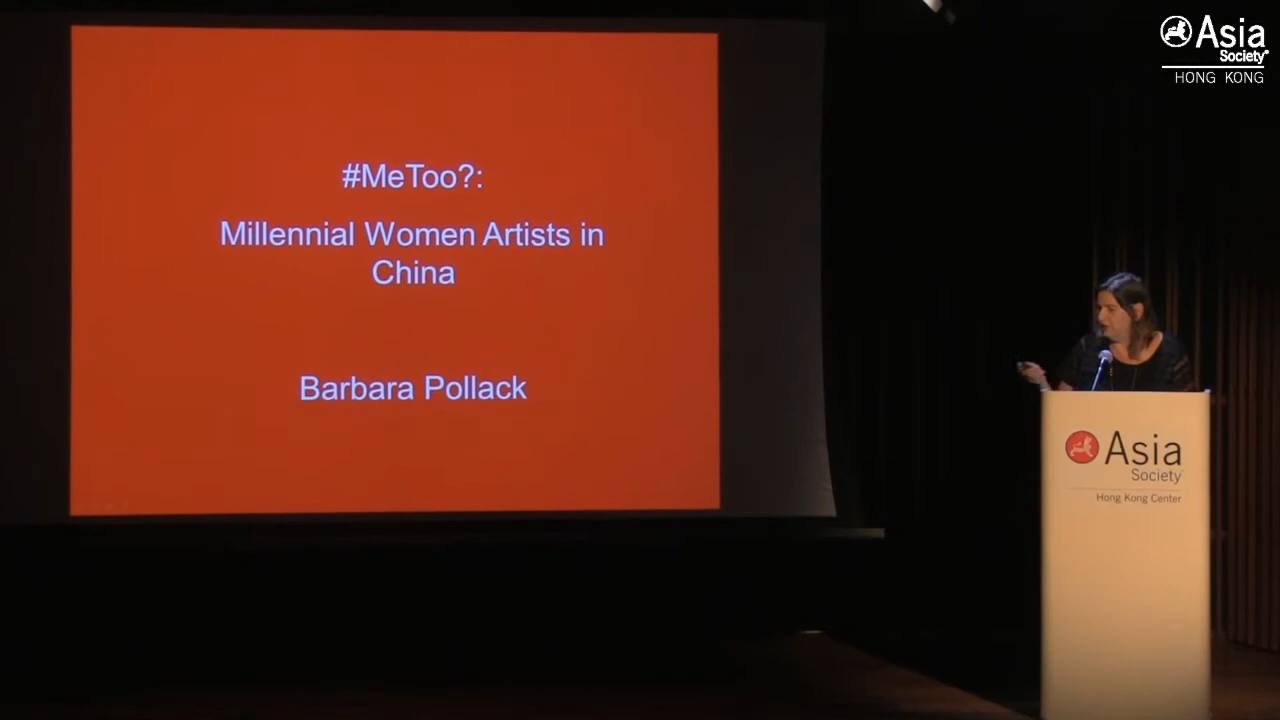 #MeToo?:
Millennial Women Artists in
China
Barbara Pollack
Asia
Society
HONG KONG
Asia
Society
Hong Kong Center